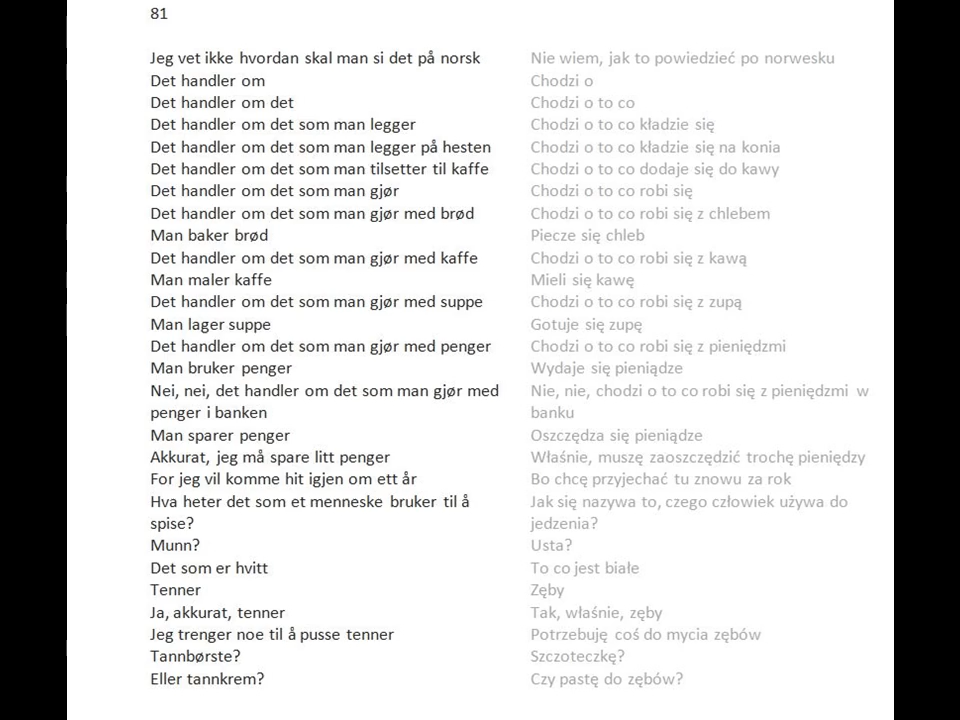 81
Jeg vet ikke hvordan skal man si det på norsk
Det handler om
Det handler om det
Det handler om det som man legger
Det handler om det som man legger på hesten
Det handler om det som man tilsetter til kaffe
Det handler om det som man gjør
Det handler om det som man gjør med brød
Man baker brød
Det handler om det som man gjør med kaffe
Man maler kaffe
Det handler om det som man gjør med suppe
Man lager suppe
Det handler om det som man gjør med penger
Man bruker penger
Nei, nei, det handler om det som man gjør med
penger i banken
Man sparer penger
Akkurat, jeg må spare litt penger
For jeg vil komme hit igjen om ett år
Hva heter det som et menneske bruker til å
spise?
Munn?
Det som er hvitt
Tenner
Ja, akkurat, tenner
Jeg trenger noe til å pusse tenner
Tannbørste?
Eller tannkrem?
Nie wiem, jak to powiedzieć po norwesku
Chodzi o
Chodzi o to co
Chodzi o to co kładzie się
Chodzi o to co kładzie się na konia
Chodzi o to co dodaje się do kawy
Chodzi o to co robi się
Chodzi o to co robi się z chlebem
Piecze się chleb
Chodzi o to co robi się z kawą
Mieli się kawę
Chodzi o to co robi się z zupą
Gotuje się zupę
Chodzi o to co robi się z pieniędzmi
Wydaje się pieniądze
Nie, nie, chodzi o to co robi się z pieniędzmi w
banku
Oszczędza się pieniądze
Właśnie, muszę zaoszczędzić trochę pieniędzy
Bo chcę przyjechać tu znowu za rok
Jak się nazywa to, czego człowiek używa do
jedzenia?
Usta?
To co jest białe
Zęby
Tak, właśnie, zęby
Potrzebuję coś do mycia zębów
Szczoteczkę?
Czy pastę do zębów?